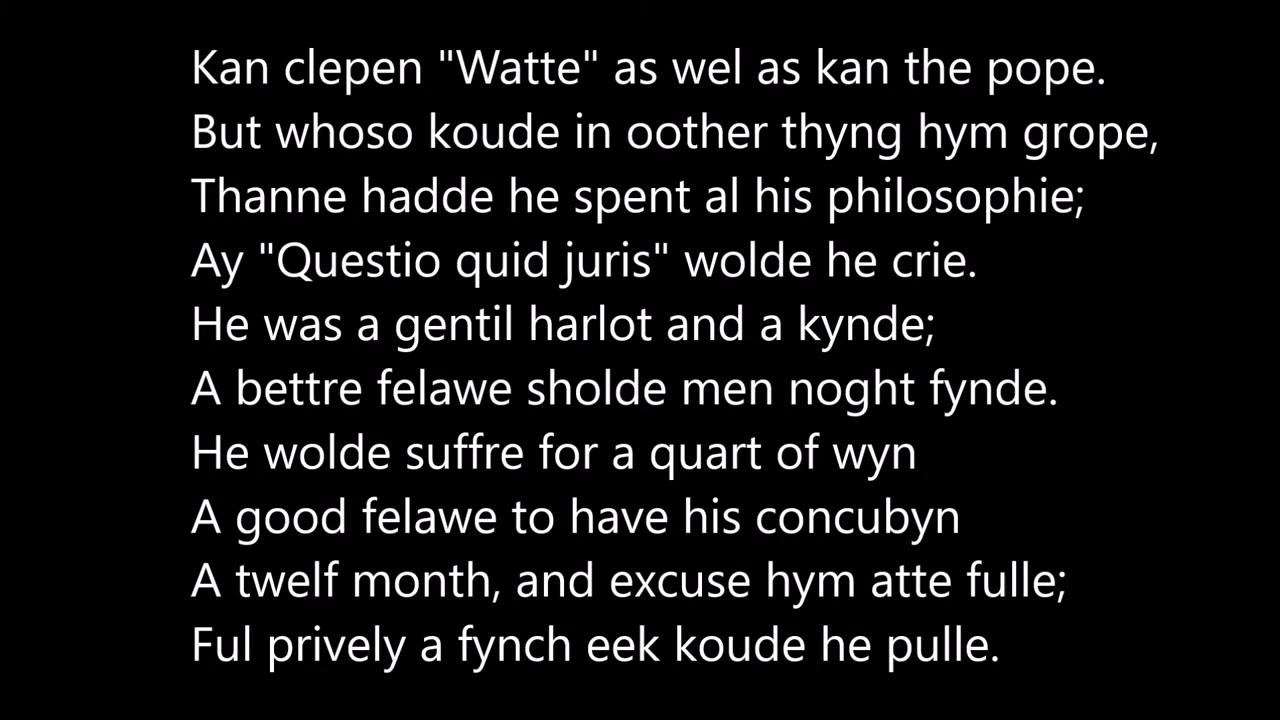 Kan clepen "Watte" as wel as kan the pope.
But whoso koude in oother thyng hym grope,
Thanne hadde he spent al his philosophie;
Ay "Questio quid juris" wolde he crie.
He was a gentil harlot and a kynde;
A bettre felawe sholde men noght fynde.
He wolde suffre for a quart of wyn
A good felawe to have his concubyn
A twelf month, and excuse hym atte fulle;
Ful prively a fynch eek koude he pulle.